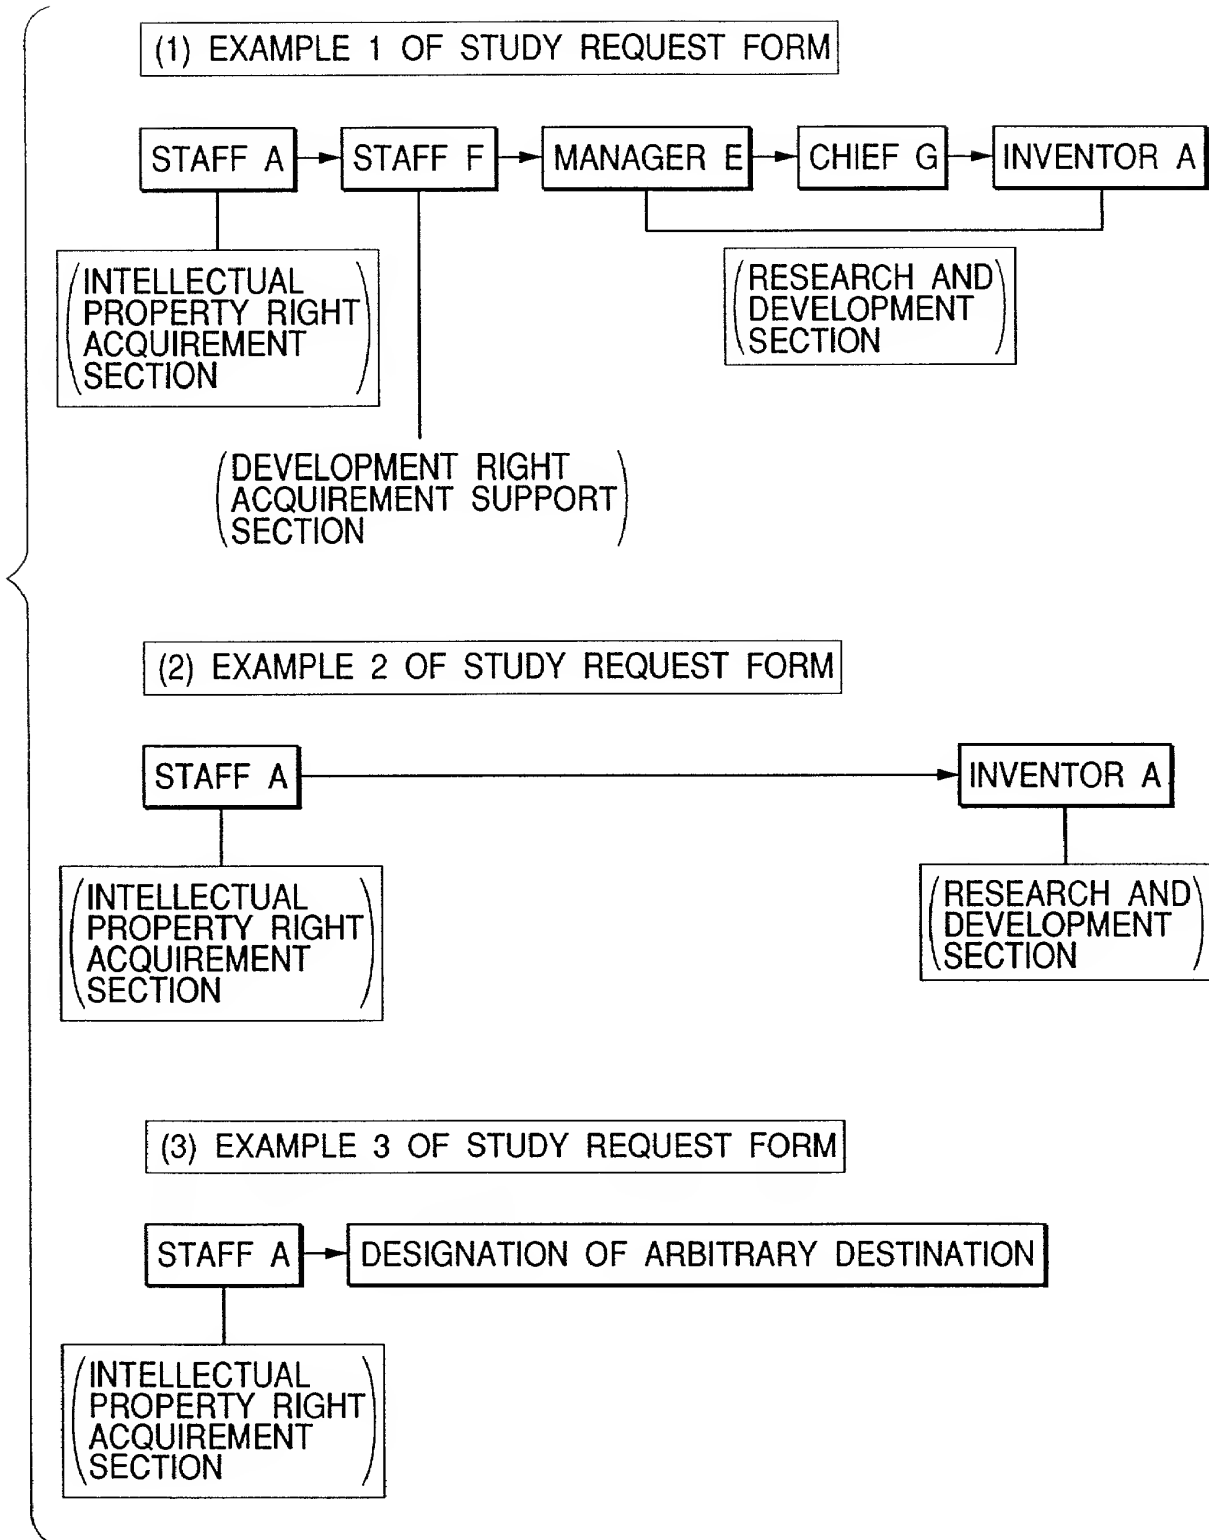 (1) EXAMPLE 1 OF STUDY REQUEST FORM
STAFF A
STAFF F
MANAGER E
CHIEF G
INVENTOR A
(INTELLECTUAL
PROPERTY RIGHT
ACQUIREMENT
SECTION)
(RESEARCH AND
DEVELOPMENT
SECTION)
(DEVELOPMENT RIGHT
ACQUIREMENT SUPPORT
SECTION)
(2) EXAMPLE 2 OF STUDY REQUEST FORM
STAFF A
INVENTOR A
(INTELLECTUAL
PROPERTY RIGHT
ACQUIREMENT
SECTION)
(RESEARCH AND
DEVELOPMENT
SECTION)
(3) EXAMPLE 3 OF STUDY REQUEST FORM
STAFF A
DESIGNATION OF ARBITRARY DESTINATION
(INTELLECTUAL
PROPERTY RIGHT
ACQUIREMENT
SECTION)